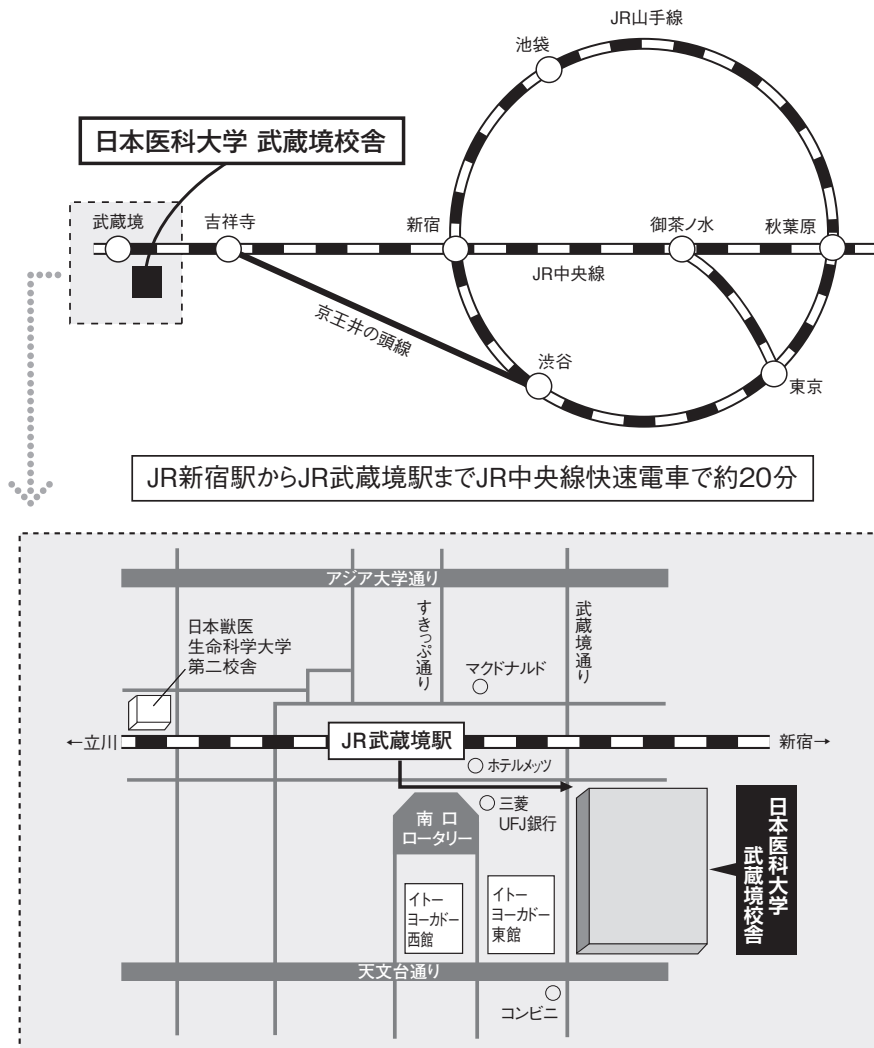 JR山手線
池袋
日本医科大学 武蔵境校舎
武蔵境
吉祥寺
新宿
御茶ノ水
秋葉原
JR中央線
京王井の頭線
渋谷
東京
JR新宿駅からJR武蔵境駅までJR中央線快速電車で約20分
アジア大学通り
日本獣医
生命科学大学
第二校舎
すきっぷ通り
武蔵境通り
マクドナルド
←立川
JR武蔵境駅
新宿→
ホテルメッツ
三菱
UFJ銀行
南 口
ロータリー
日本医科大学
武蔵境校舎
イトー
ヨーカドー
西館
イトー
ヨーカドー
東館
天文台通り
コンビニ